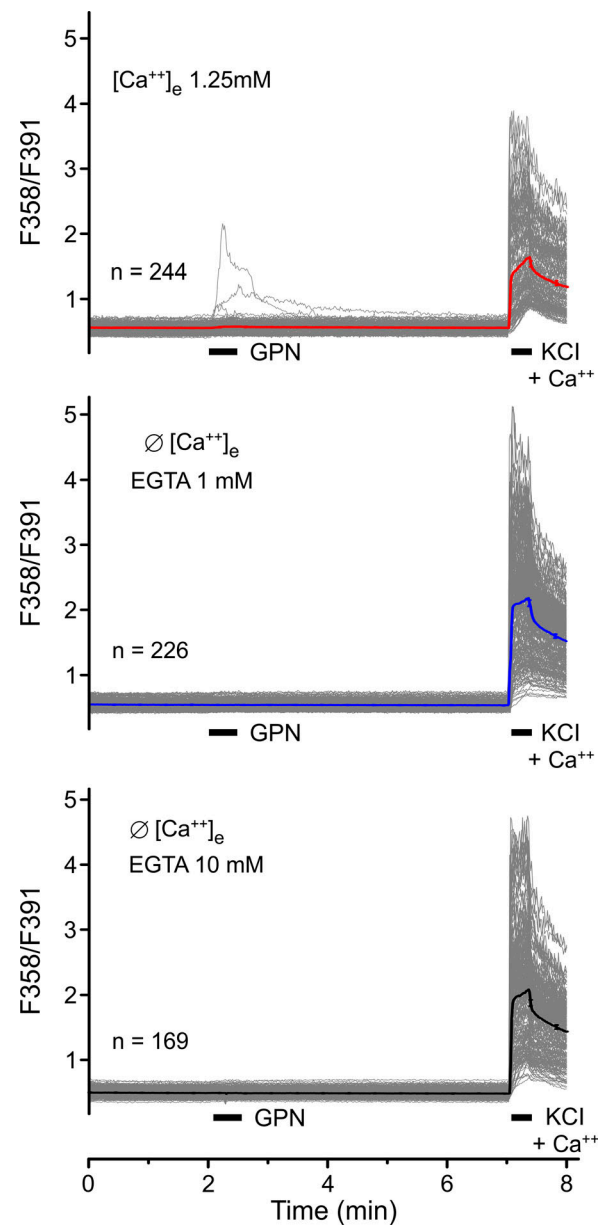 5
[Ca⁺⁺]e 1.25mM
4
F358/F391
3
2
n = 244
1
GPN KCl
+ Ca⁺⁺
5
∅ [Ca⁺⁺]e
EGTA 1 mM
4
F358/F391
3
2
n = 226
1
GPN KCl
+ Ca⁺⁺
5
∅ [Ca⁺⁺]e
EGTA 10 mM
4
F358/F391
3
2
n = 169
1
GPN KCl
+ Ca⁺⁺
0 2 4 6 8
Time (min)